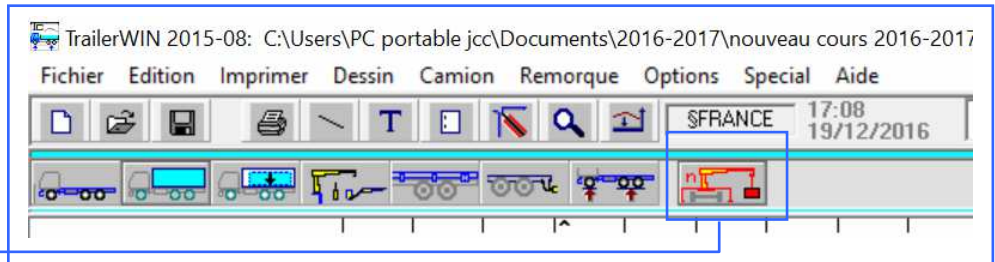 TrailerWIN 2015-08: C:\Users\PC portable jcc\Documents\2016-2017\nouveau cours 2016-2017
Fichier Edition Imprimer Dessin Camion Remorque Options Special Aide
T §FRANCE 17:08
19/12/2016
n